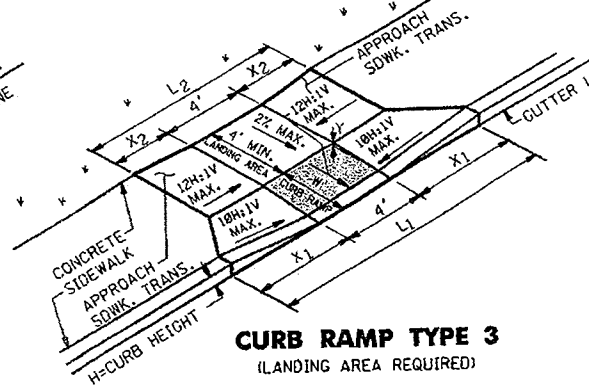 APPROACH
SDWK. TRANS.
L2
X2
4'
X2
12H:1V
MAX.
2% MAX.
4' MIN.
LANDING AREA
10H:1V
MAX.
12H:1V
MAX.
CURB RAMP
10H:1V
MAX.
X1
4'
L1
X1
CONCRETE
SIDEWALK
APPROACH
SDWK. TRANS.
H=CURB HEIGHT
CURB RAMP TYPE 3
(LANDING AREA REQUIRED)